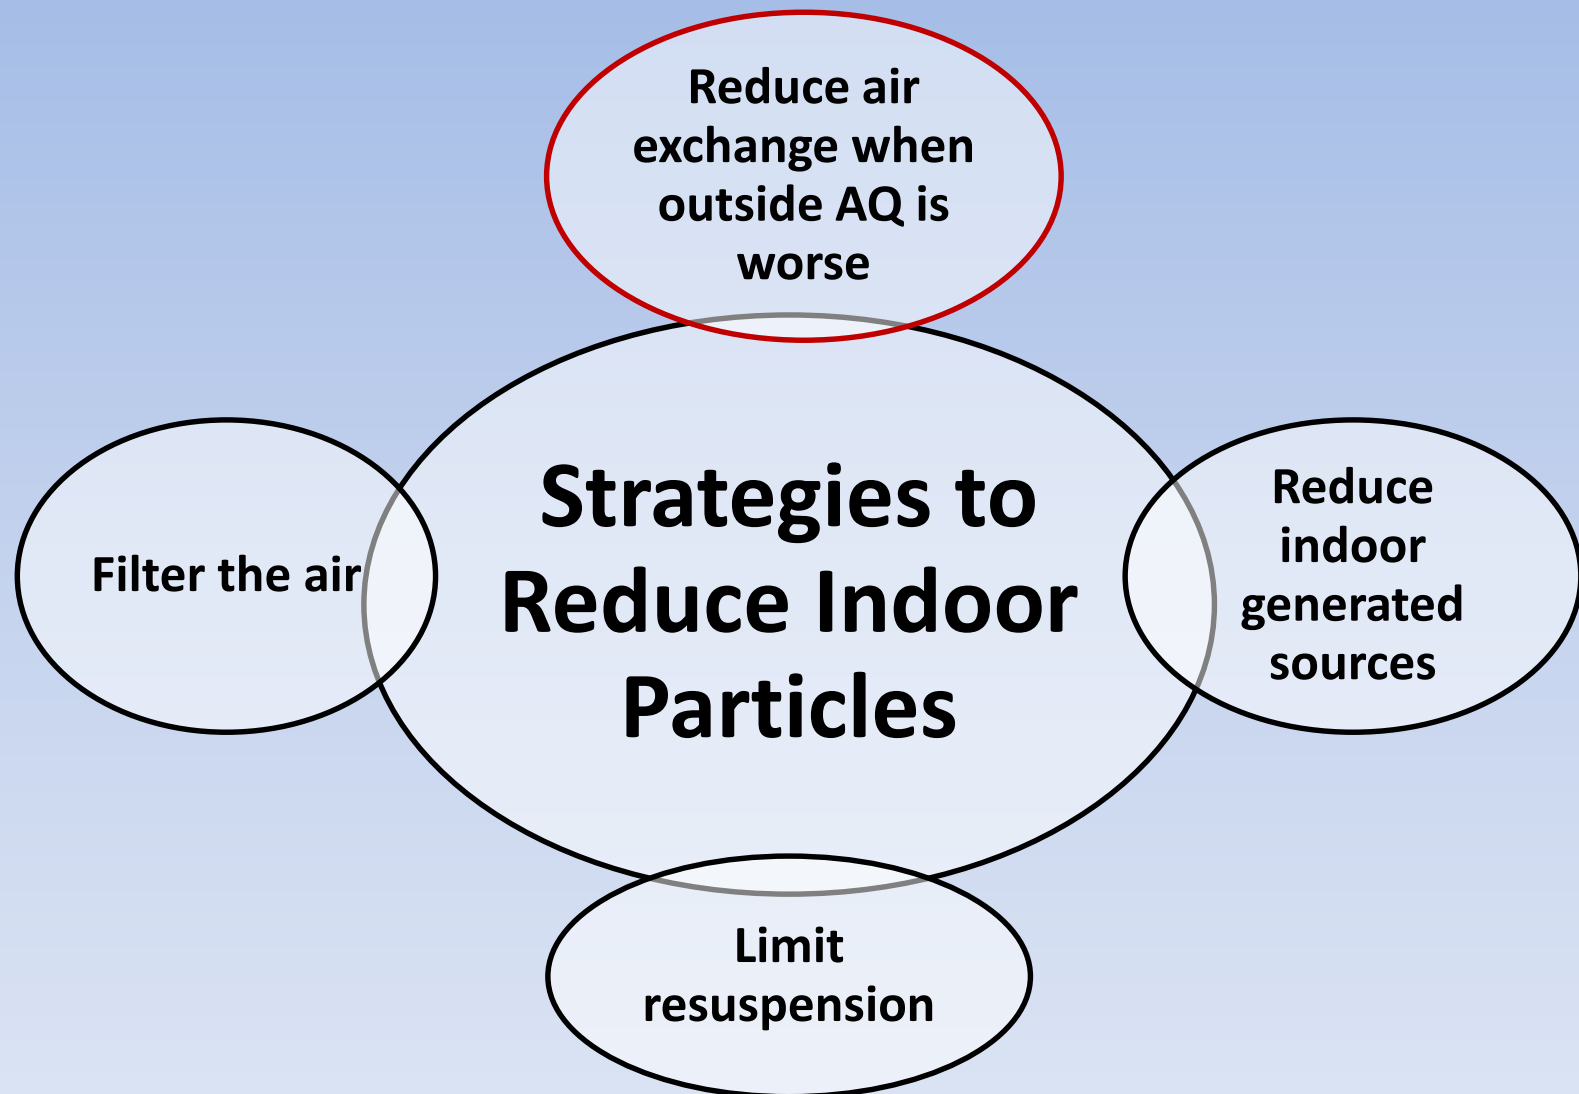 Reduce air
exchange when
outside AQ is
worse
Filter the air
Strategies to
Reduce Indoor
Particles
Reduce
indoor
generated
sources
Limit
resuspension